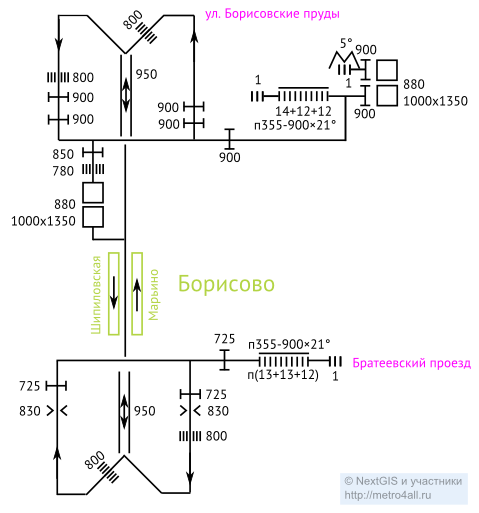 ул. Борисовские пруды
800
5°
900
950
800
1
1
880
1000x1350
900
900
14+12+12
900
п355-900×21°
900
900
900
850
780
880
1000x1350
Шипиловская
Марьино
Борисово
725
п355-900×21°
Братеевский проезд
п(13+13+12)
1
725
725
830
950
830
800
800
© NextGIS и участники
http://metro4all.ru